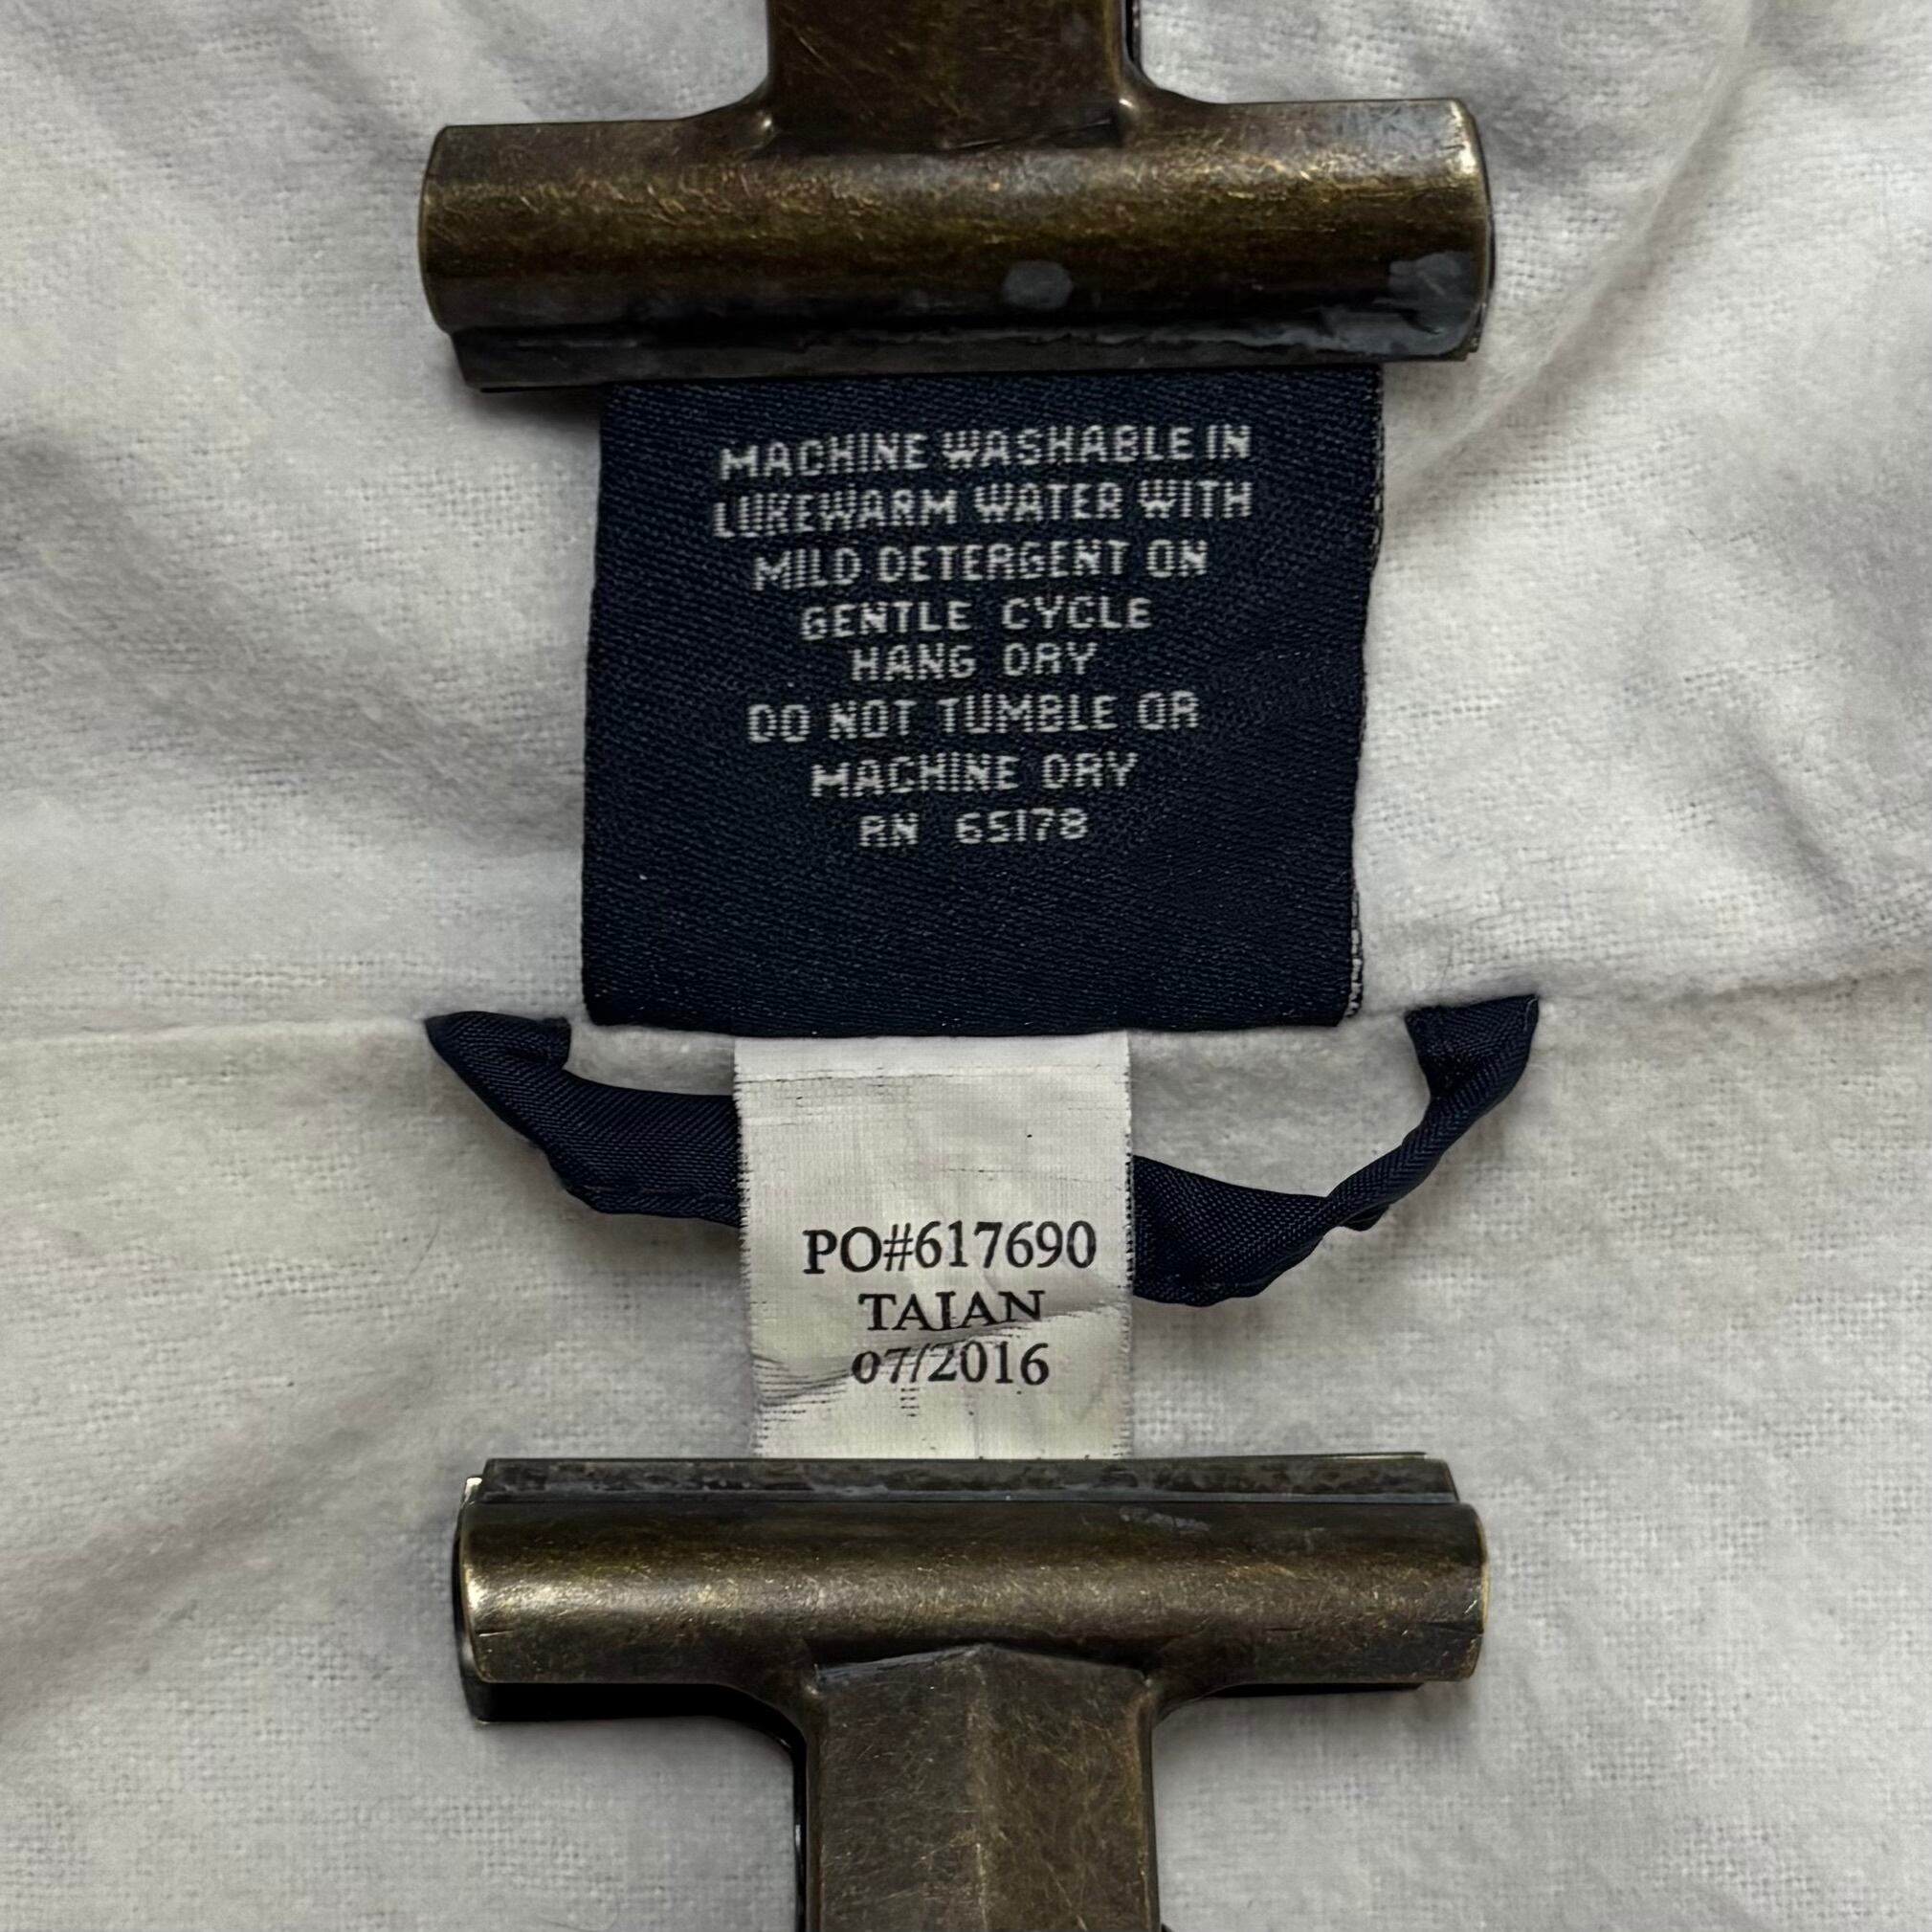 MACHINE WASHABLE IN
LUKEWARM WATER WITH
MILD DETERGENT ON
GENTLE CYCLE
HANG DRY
DO NOT TUMBLE OR
MACHINE DRY
RN 65178
PO#617690
TAIAN
07/2016